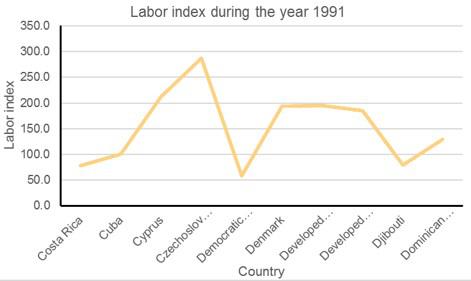 Labor index during the year 1991
350.0
300.0
250.0
200.0
150.0
100.0
50.0
0.0
Labor index
Costa Rica
Cuba
Cyprus
Czechoslov...
Democratic...
Denmark
Developed...
Developed...
Djibouti
Dominican...
Country